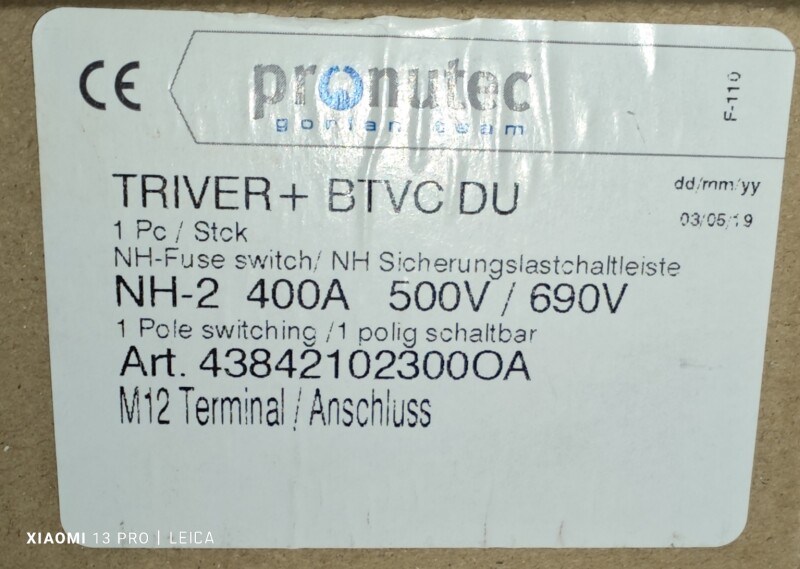 CE
pronutec
gorlan team
F-110
TRIVER+ BTVC DU
dd/mm/yy
03/05/19
1 Pc / Stck
NH-Fuse switch/ NH Sicherungslastchaltleiste
NH-2 400A 500V / 690V
1 Pole switching /1 polig schaltbar
Art. 43842102300OA
M12 Terminal / Anschluss
XIAOMI 13 PRO | LEICA